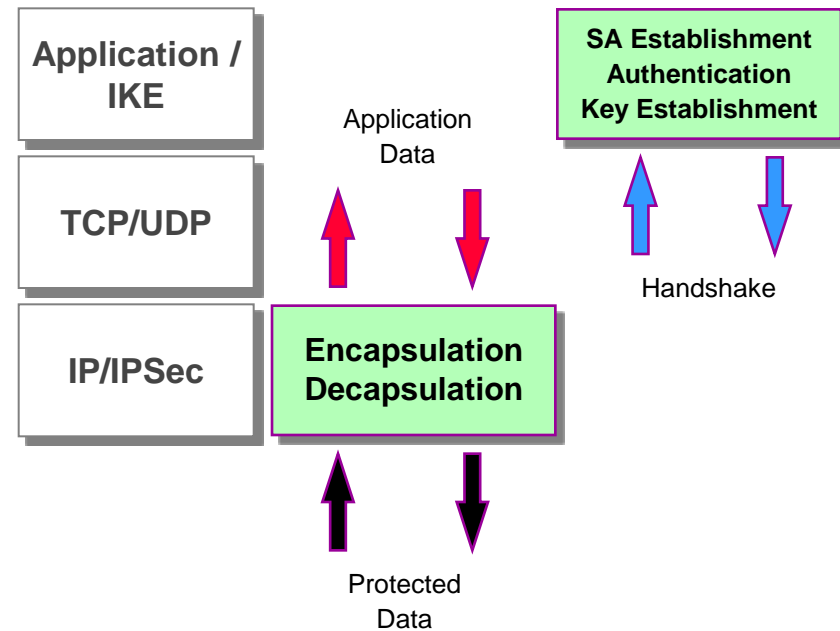 Application /
IKE
TCP/UDP
IP/IPSec
Application
Data
Encapsulation
Decapsulation
Protected
Data
SA Establishment
Authentication
Key Establishment
Handshake